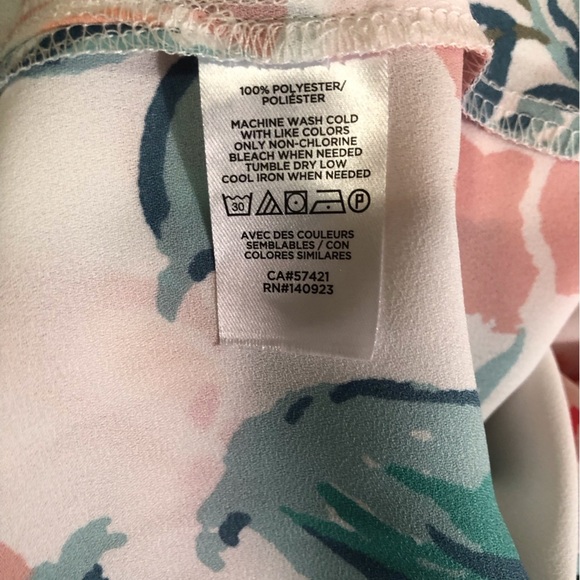 100% POLYESTER/
POLIÉSTER
MACHINE WASH COLD
WITH LIKE COLORS
ONLY NON-CHLORINE
BLEACH WHEN NEEDED
TUMBLE DRY LOW
COOL IRON WHEN NEEDED
30 P
AVEC DES COULEURS
SEMBLABLES / CON
COLORES SIMILARES
CA#57421
RN#140923